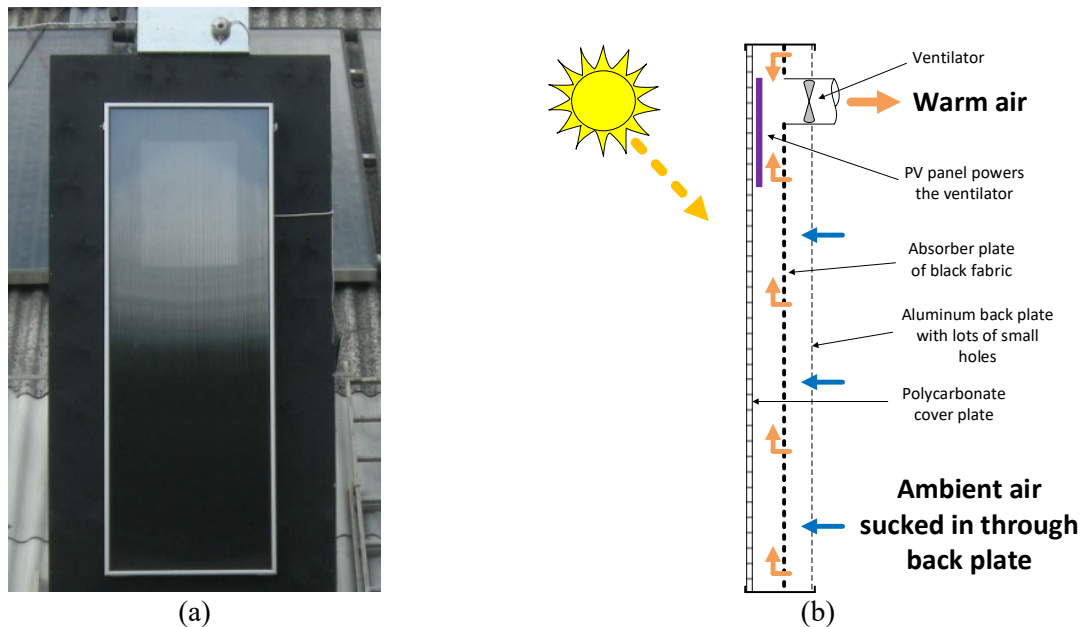 Ventilator
Warm air
PV panel powers
the ventilator
Absorber plate
of black fabric
Aluminum back plate
with lots of small
holes
Polycarbonate
cover plate
Ambient air
sucked in through
back plate
(a)
(b)